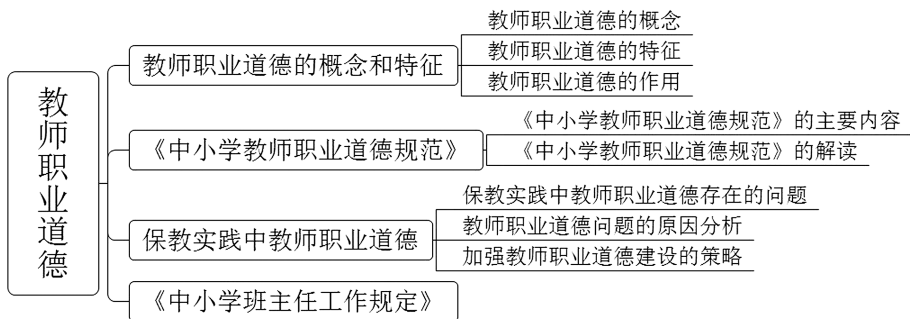 教师职业道德
教师职业道德的概念和特征
教师职业道德的概念
教师职业道德的特征
教师职业道德的作用
《中小学教师职业道德规范》
《中小学教师职业道德规范》的主要内容
《中小学教师职业道德规范》的解读
保教实践中教师职业道德
保教实践中教师职业道德存在的问题
教师职业道德问题的原因分析
加强教师职业道德建设的策略
《中小学班主任工作规定》